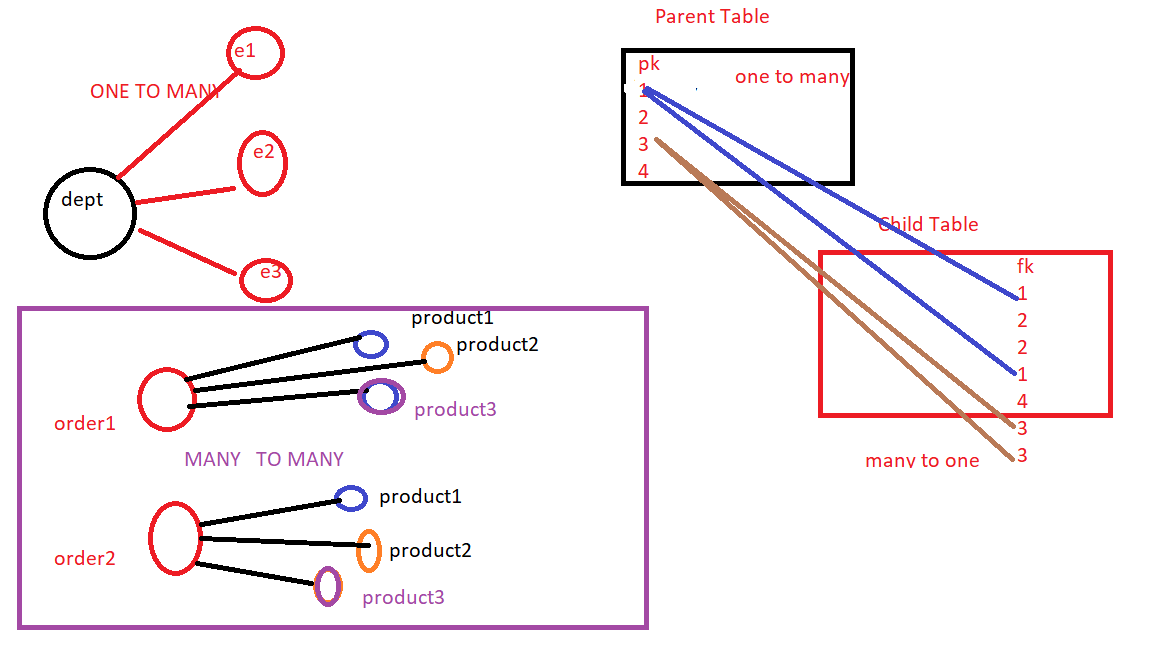 e1
ONE TO MANY
e2
dept
e3
product1
product2
product3
order1
MANY TO MANY
product1
order2
product2
product3
Parent Table
pk
one to many
1
2
3
4
Child Table
fk
1
2
2
1
4
3
3
many to one